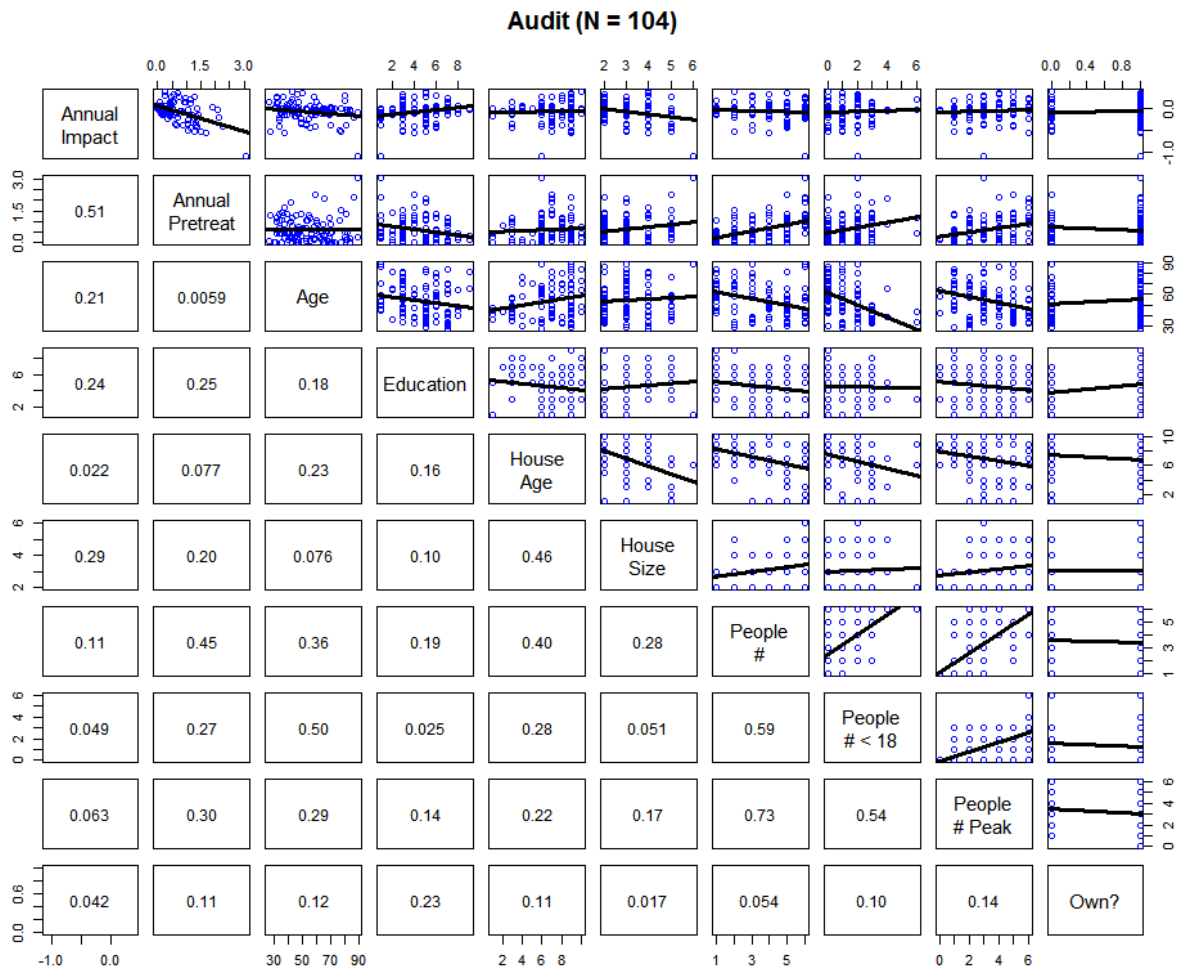 Audit (N = 104)
0.0 1.5 3.0 2 4 6 8 2 3 4 5 6 0 2 4 6 0.0 0.4 0.8
Annual
Impact
-1.0 0.0
0.0 1.5 3.0
0.51
Annual
Pretreat
0.21 0.0059 Age
30 60 90
2 6
0.24 0.25 0.18 Education
0.022 0.077 0.23 0.16
House
Age
2 6 10
2 4 6
0.29 0.20 0.076 0.10 0.46
House
Size
0.11 0.45 0.36 0.19 0.40 0.28
People
#
1 3 5
0 2 4 6
0.049 0.27 0.50 0.025 0.28 0.051 0.59
People
# < 18
0.063 0.30 0.29 0.14 0.22 0.17 0.73 0.54
People
# Peak
0 2 4 6
0.0 0.6
0.042 0.11 0.12 0.23 0.11 0.017 0.054 0.10 0.14 Own?
-1.0 0.0 30 50 70 90 2 4 6 8 1 3 5 0 2 4 6